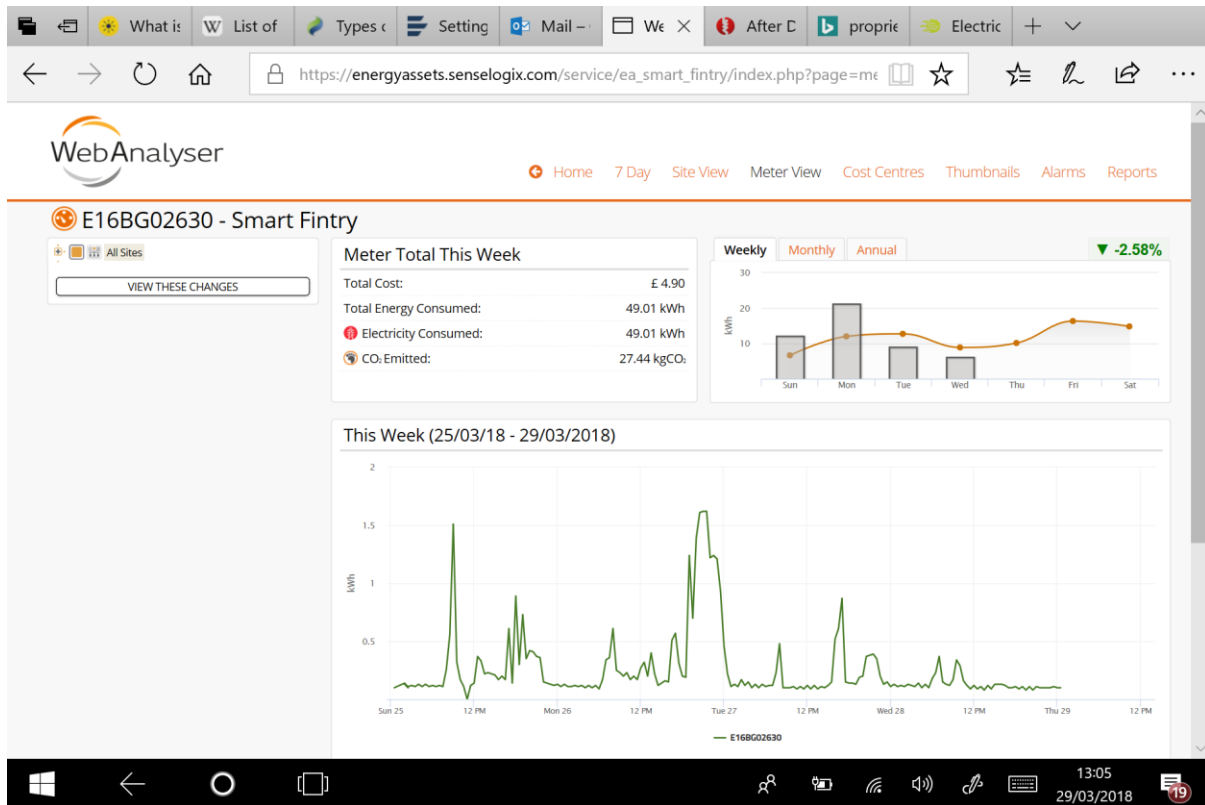 What is
W List of
Types (
Setting
Mail –
We
After D
proprie
Electric
https://energyassets.senselogix.com/service/ea_smart_fintry/index.php?page=me
WebAnalyser
Home 7 Day Site View Meter View Cost Centres Thumbnails Alarms Reports
E16BG02630 - Smart Fintry
All Sites
VIEW THESE CHANGES
Meter Total This Week
Total Cost: £ 4.90
Total Energy Consumed: 49.01 kWh
Electricity Consumed: 49.01 kWh
CO₂ Emitted: 27.44 kgCO₂
Weekly Monthly Annual
▼ -2.58%
30
20
10
kWh
Sun Mon Tue Wed Thu Fri Sat
This Week (25/03/18 - 29/03/2018)
2
1.5
1
0.5
kWh
Sun 25 12 PM Mon 26 12 PM Tue 27 12 PM Wed 28 12 PM Thu 29 12 PM
E16BG02630
13:05
29/03/2018
19